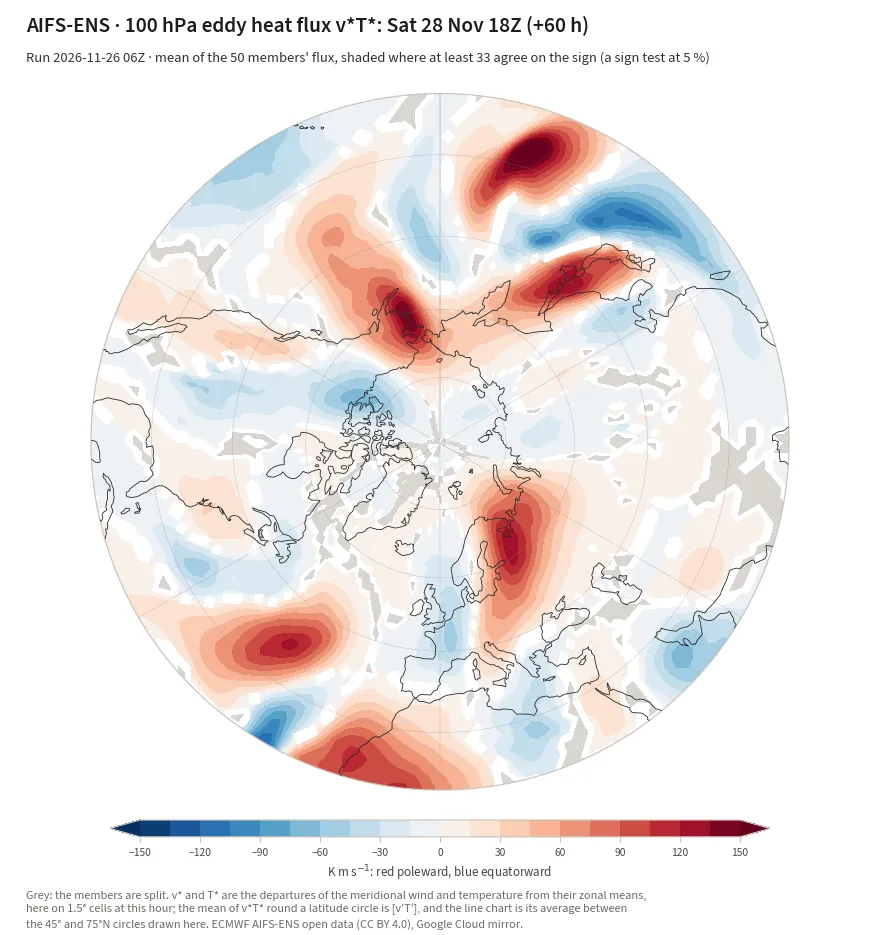 AIFS-ENS · 100 hPa eddy heat flux v*T*: Sat 28 Nov 18Z (+60 h)
Run 2026-11-26 06Z · mean of the 50 members' flux, shaded where at least 33 agree on the sign (a sign test at 5 %)
−150 −120 −90 −60 −30 0 30 60 90 120 150
K m s⁻¹: red poleward, blue equatorward
Grey: the members are split. v* and T* are the departures of the meridional wind and temperature from their zonal means,
here on 1.5° cells at this hour; the mean of v*T* round a latitude circle is [v′T′], and the line chart is its average between
the 45° and 75°N circles drawn here. ECMWF AIFS-ENS open data (CC BY 4.0), Google Cloud mirror.